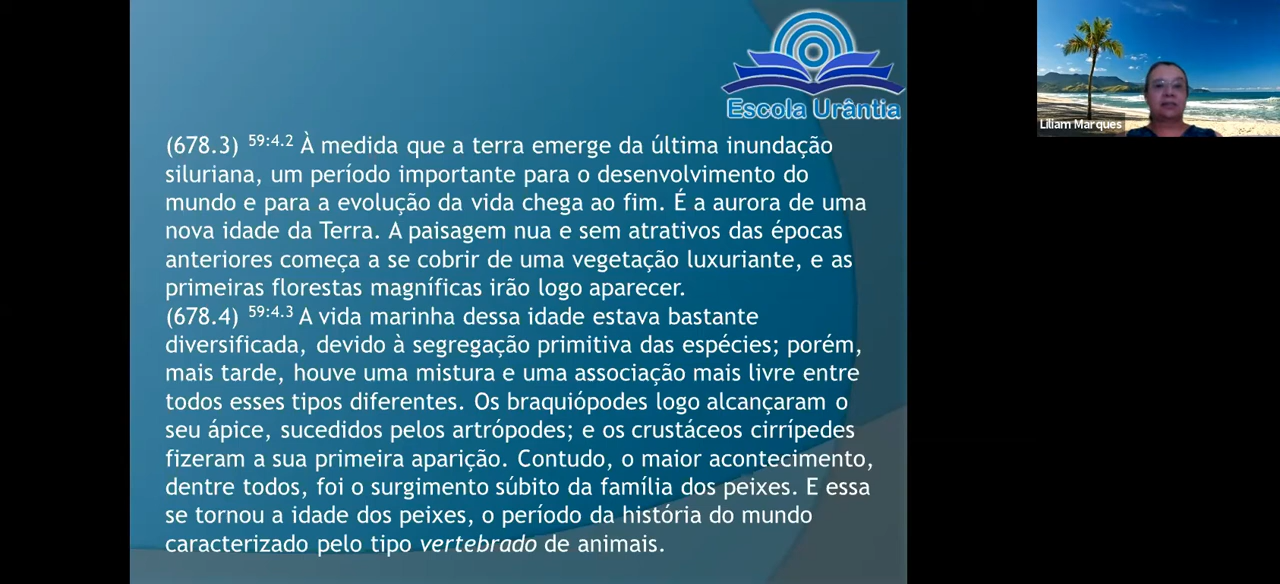 Escola Urântia
Liliam Marques
(678.3) 59:4.2 À medida que a terra emerge da última inundação
siluriana, um período importante para o desenvolvimento do
mundo e para a evolução da vida chega ao fim. É a aurora de uma
nova idade da Terra. A paisagem nua e sem atrativos das épocas
anteriores começa a se cobrir de uma vegetação luxuriante, e as
primeiras florestas magníficas irão logo aparecer.
(678.4) 59:4.3 A vida marinha dessa idade estava bastante
diversificada, devido à segregação primitiva das espécies; porém,
mais tarde, houve uma mistura e uma associação mais livre entre
todos esses tipos diferentes. Os braquiópodes logo alcançaram o
seu ápice, sucedidos pelos artrópodes; e os crustáceos cirrípedes
fizeram a sua primeira aparição. Contudo, o maior acontecimento,
dentre todos, foi o surgimento súbito da família dos peixes. E essa
se tornou a idade dos peixes, o período da história do mundo
caracterizado pelo tipo vertebrado de animais.